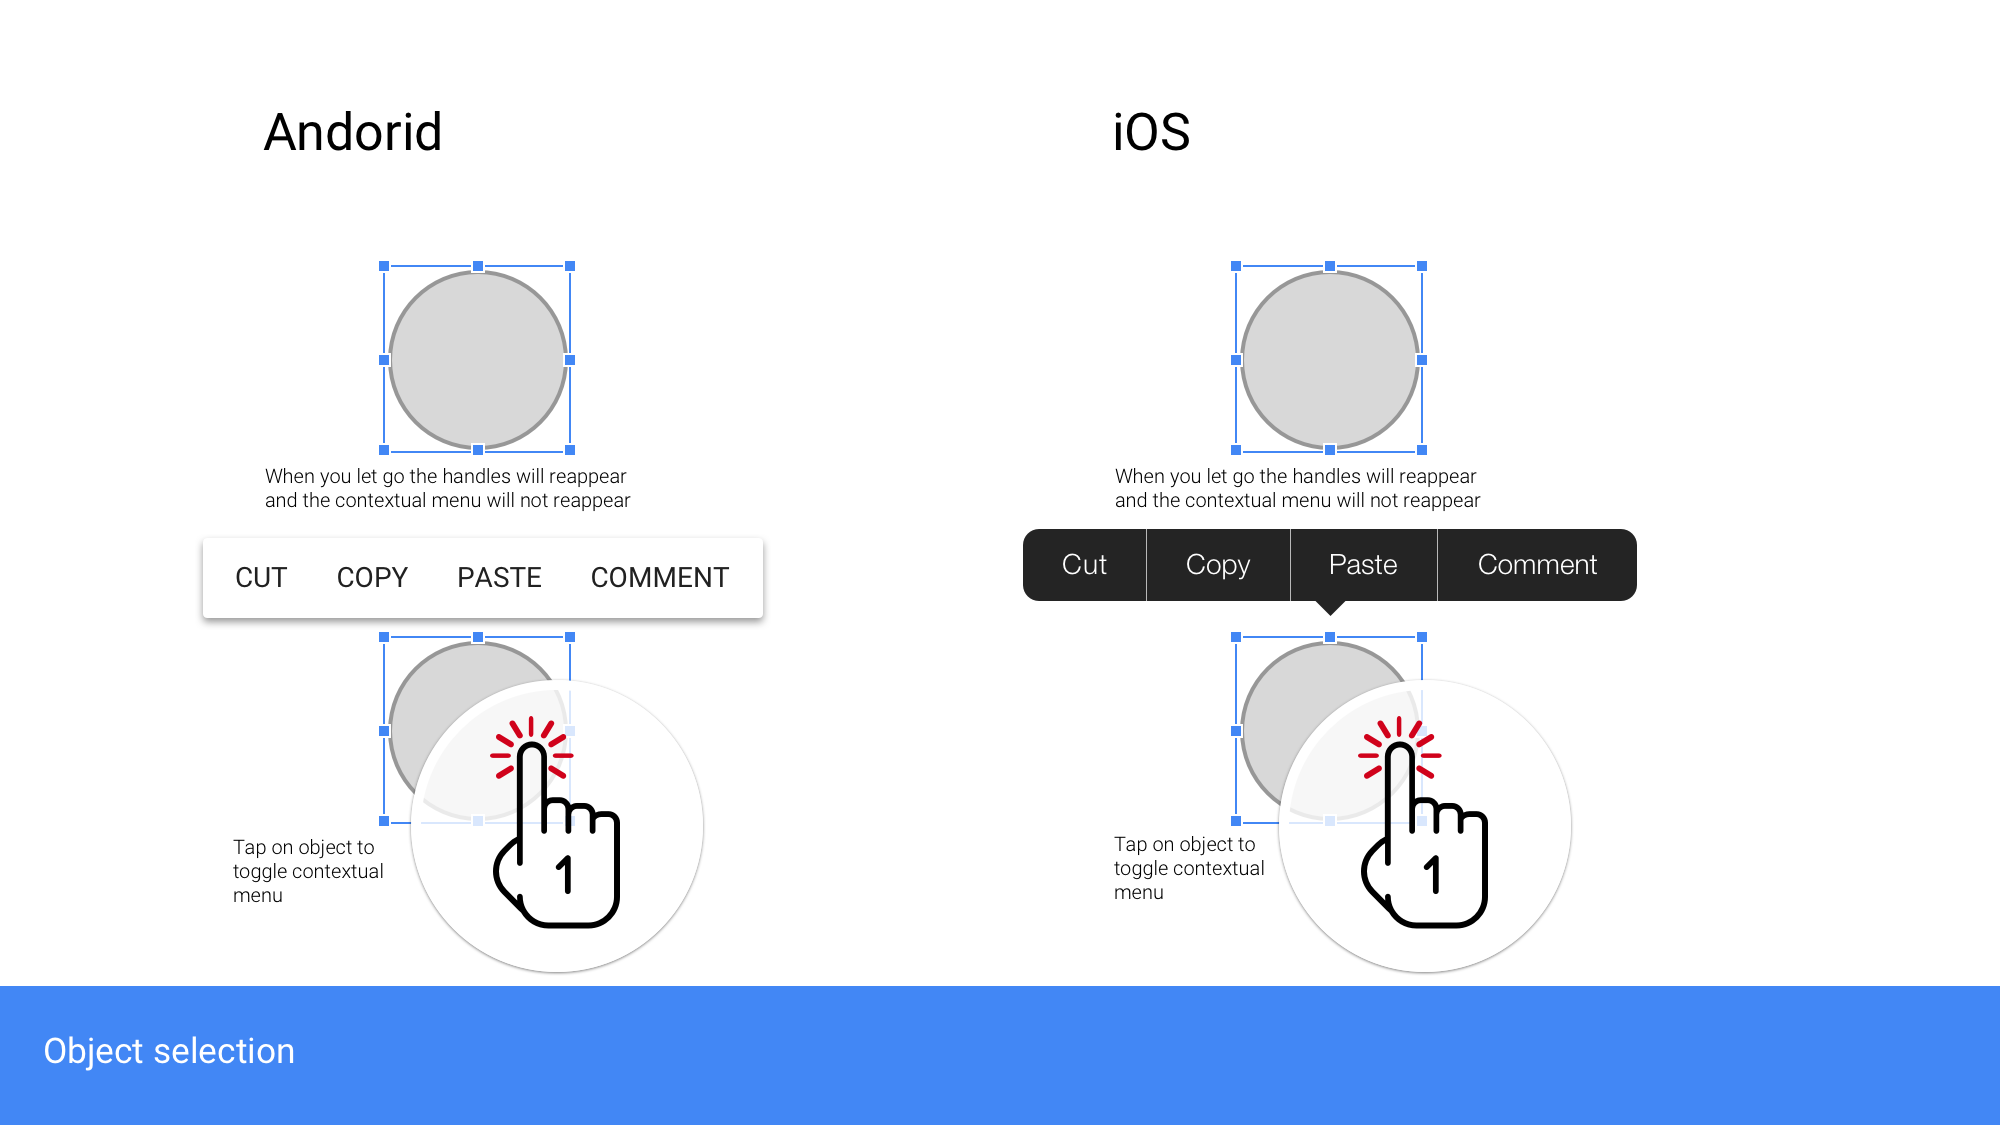 Andorid
When you let go the handles will reappear
and the contextual menu will not reappear
CUT COPY PASTE COMMENT
1
Tap on object to
toggle contextual
menu
iOS
When you let go the handles will reappear
and the contextual menu will not reappear
Cut Copy Paste Comment
1
Tap on object to
toggle contextual
menu
Object selection